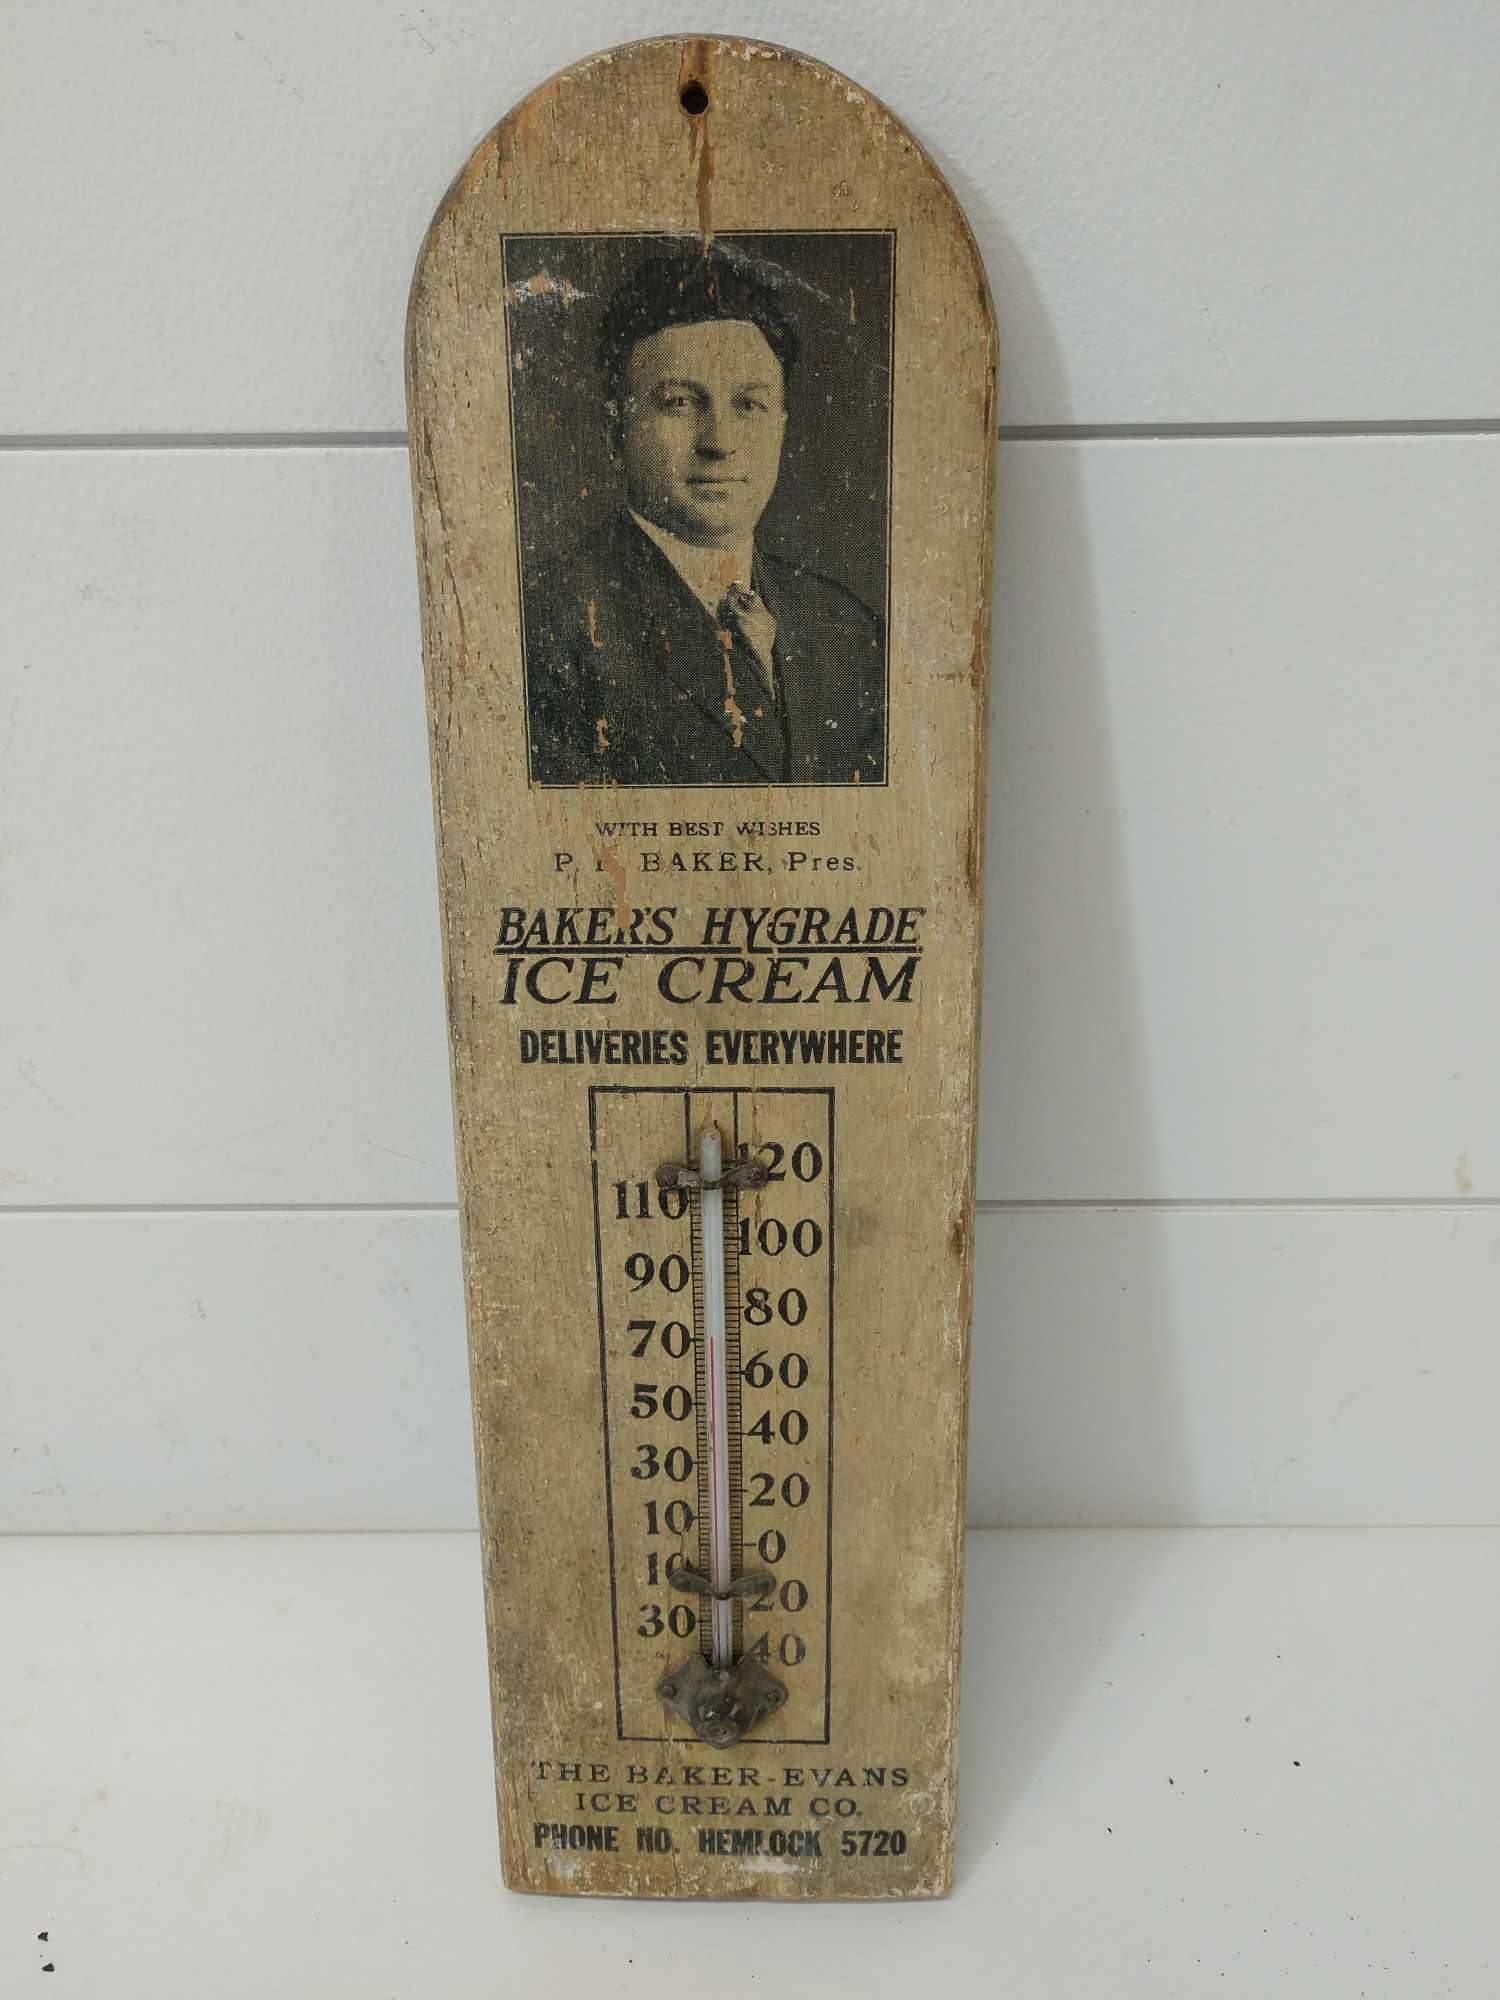 WITH BEST WISHES
P. BAKER, Pres.
BAKER'S HYGRADE
ICE CREAM
DELIVERIES EVERYWHERE
120
110
100
90
80
70
60
50
40
30
20
10
0
10
20
30
40
THE BAKER-EVANS
ICE CREAM CO.
PHONE NO. HEMLOCK 5720